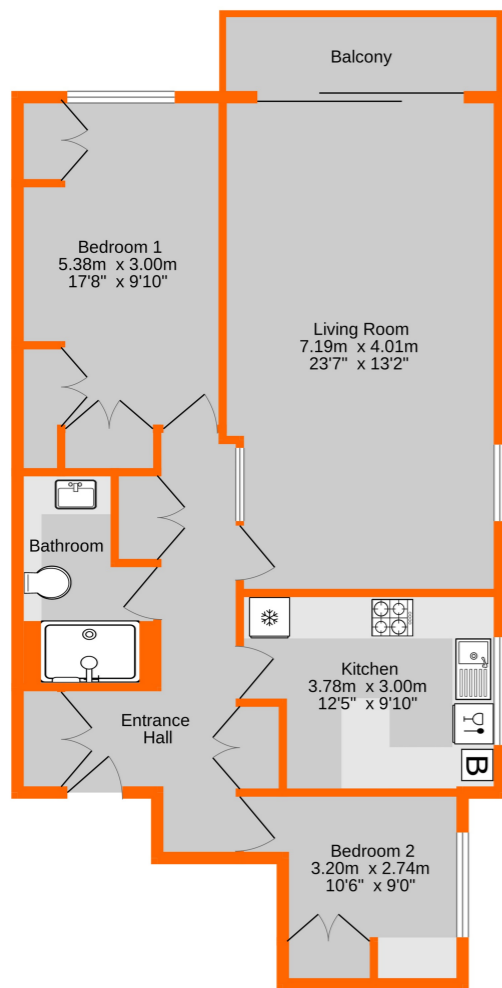 Balcony
Bedroom 1
5.38m x 3.00m
17'8" x 9'10"
Living Room
7.19m x 4.01m
23'7" x 13'2"
Bathroom
Kitchen
3.78m x 3.00m
12'5" x 9'10"
Entrance
Hall
B
Bedroom 2
3.20m x 2.74m
10'6" x 9'0"